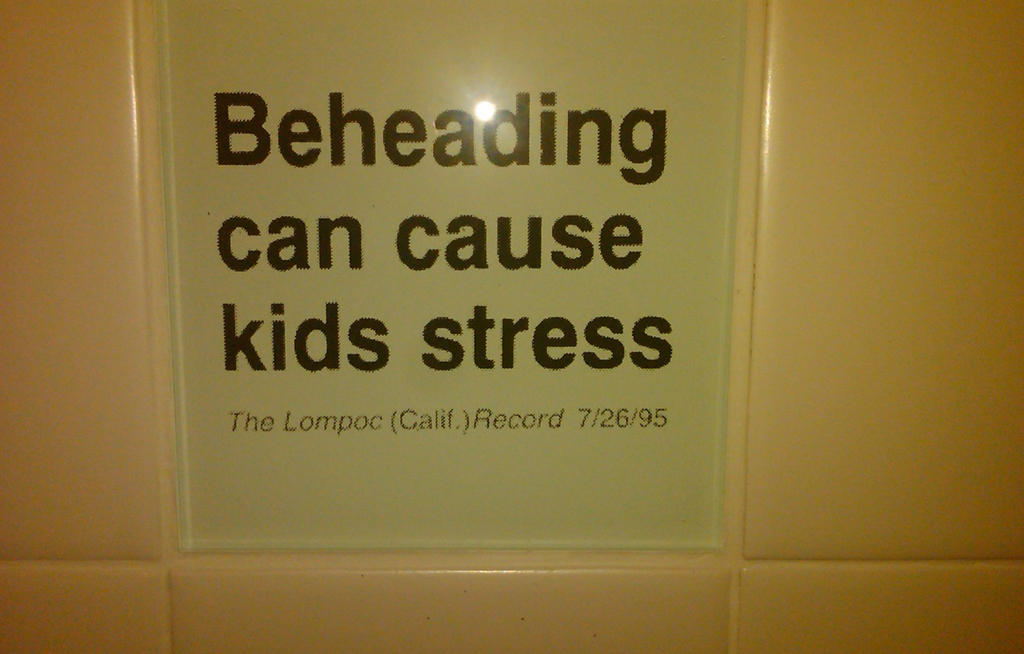 Beheading
can cause
kids stress
The Lompoc (Calif.) Record 7/26/95